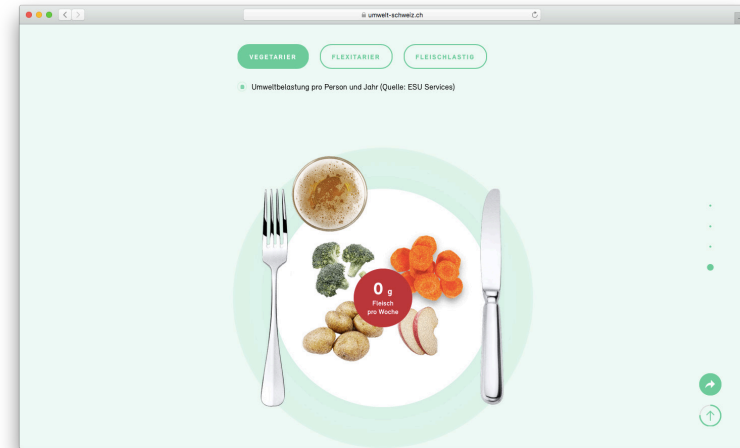 umwelt-schweiz.ch
VEGETARIER
FLEXITARIER
FLEISCHLASTIG
Umweltbelastung pro Person und Jahr (Quelle: ESU Services)
0 g
Fleisch
pro Woche